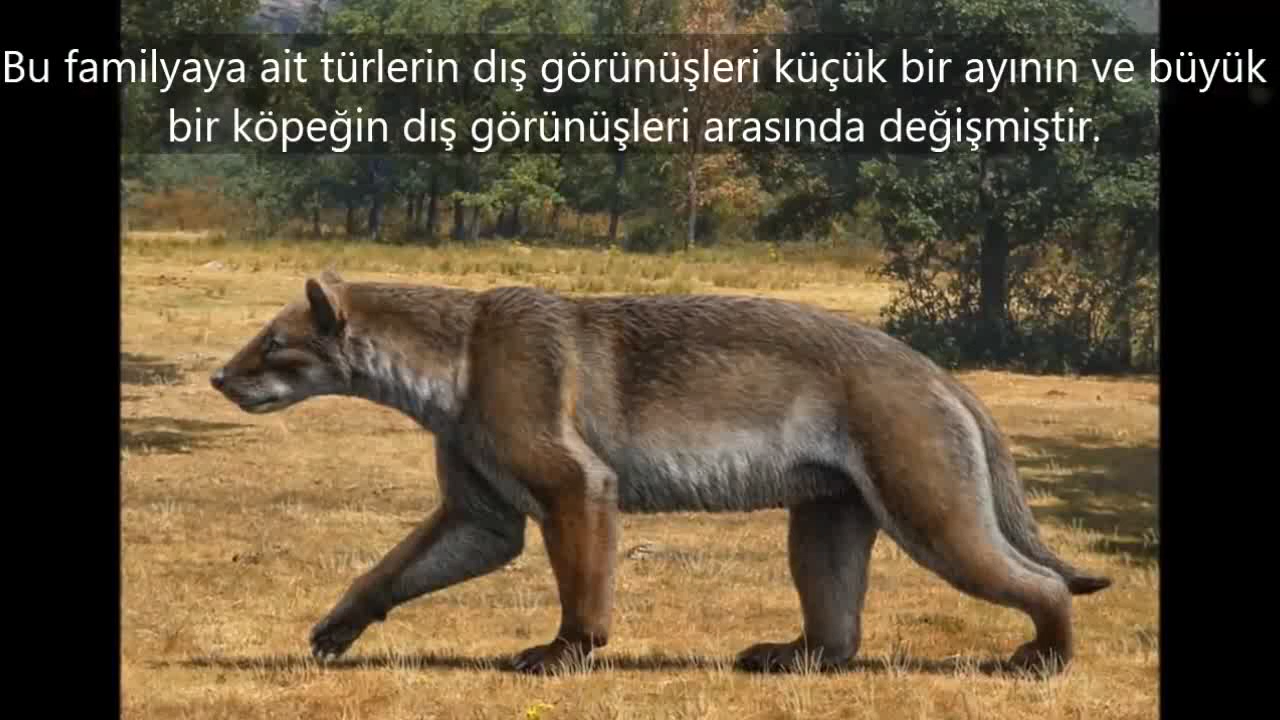 Bu familyaya ait türlerin dış görünüşleri küçük bir ayının ve büyük
bir köpeğin dış görünüşleri arasında değişmiştir.